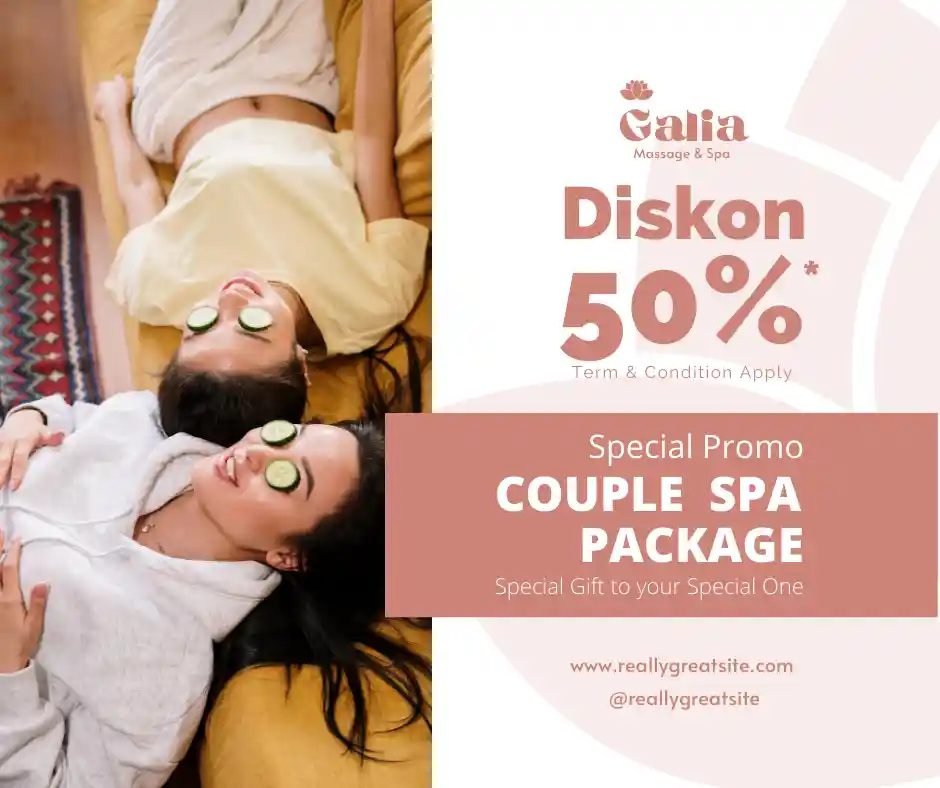 Galia
Massage & Spa
Diskon
50%*
Term & Condition Apply
Special Promo
COUPLE SPA
PACKAGE
Special Gift to your Special One
www.reallygreatsite.com
@reallygreatsite